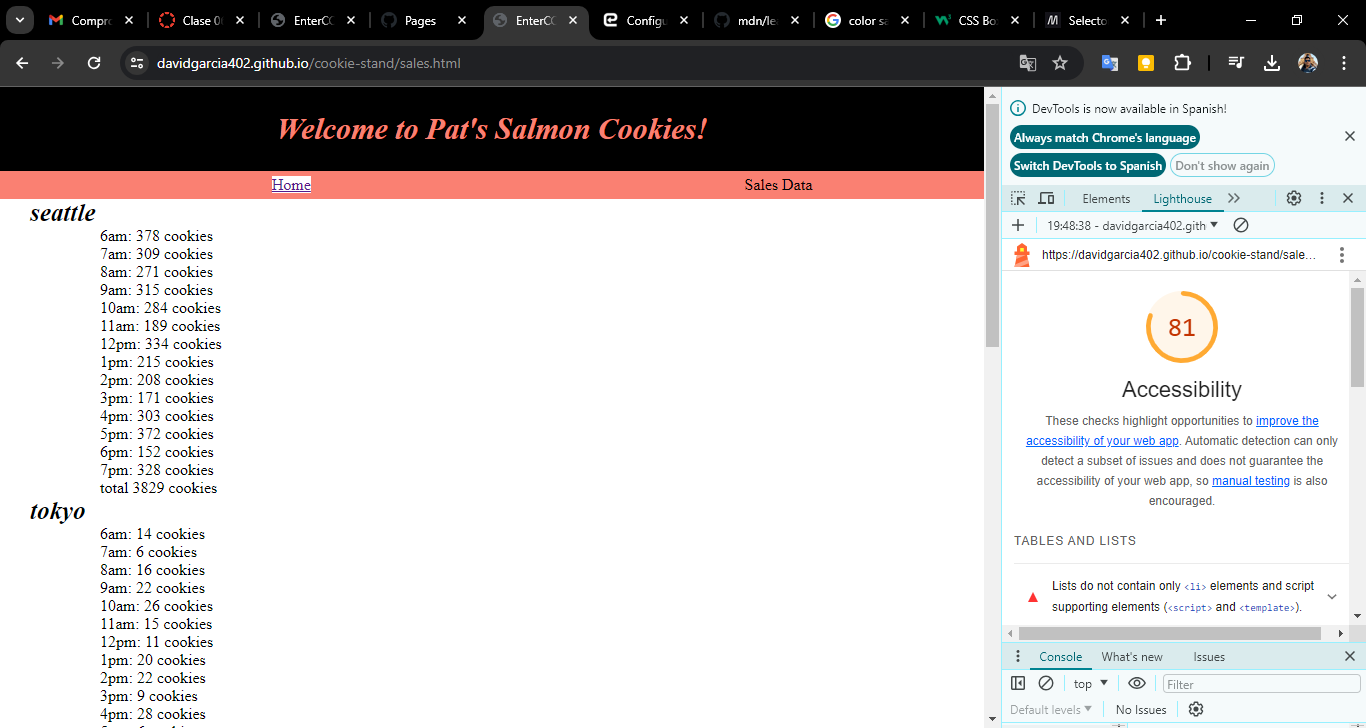 Compro
Clase 0
EnterCC
Pages
EnterCC
Configu
mdn/le
color sa
CSS Bo
Selecto
davidgarcia402.github.io/cookie-stand/sales.html
Welcome to Pat's Salmon Cookies!
Home
Sales Data
seattle
6am: 378 cookies
7am: 309 cookies
8am: 271 cookies
9am: 315 cookies
10am: 284 cookies
11am: 189 cookies
12pm: 334 cookies
1pm: 215 cookies
2pm: 208 cookies
3pm: 171 cookies
4pm: 303 cookies
5pm: 372 cookies
6pm: 152 cookies
7pm: 328 cookies
total 3829 cookies
tokyo
6am: 14 cookies
7am: 6 cookies
8am: 16 cookies
9am: 22 cookies
10am: 26 cookies
11am: 15 cookies
12pm: 11 cookies
1pm: 20 cookies
2pm: 22 cookies
3pm: 9 cookies
4pm: 28 cookies
DevTools is now available in Spanish!
Always match Chrome's language
Switch DevTools to Spanish
Don't show again
Elements
Lighthouse
19:48:38 - davidgarcia402.gith
https://davidgarcia402.github.io/cookie-stand/sale...
81
Accessibility
These checks highlight opportunities to improve the
accessibility of your web app. Automatic detection can only
detect a subset of issues and does not guarantee the
accessibility of your web app, so manual testing is also
encouraged.
TABLES AND LISTS
Lists do not contain only <li> elements and script
supporting elements (<script> and <template>).
Console
What's new
Issues
top
Filter
Default levels
No Issues